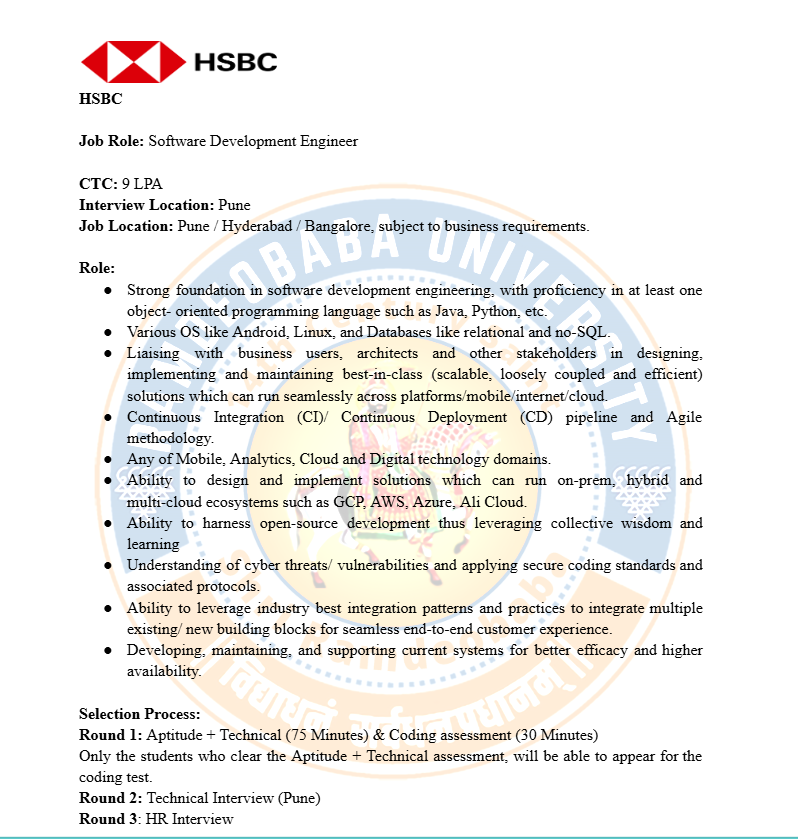 HSBC
HSBC
Job Role: Software Development Engineer
CTC: 9 LPA
Interview Location: Pune
Job Location: Pune / Hyderabad / Bangalore, subject to business requirements.
Role:
● Strong foundation in software development engineering, with proficiency in at least one
object- oriented programming language such as Java, Python, etc.
● Various OS like Android, Linux, and Databases like relational and no-SQL.
● Liaising with business users, architects and other stakeholders in designing,
implementing and maintaining best-in-class (scalable, loosely coupled and efficient)
solutions which can run seamlessly across platforms/mobile/internet/cloud.
● Continuous Integration (CI)/ Continuous Deployment (CD) pipeline and Agile
methodology.
● Any of Mobile, Analytics, Cloud and Digital technology domains.
● Ability to design and implement solutions which can run on-prem, hybrid and
multi-cloud ecosystems such as GCP, AWS, Azure, Ali Cloud.
● Ability to harness open-source development thus leveraging collective wisdom and
learning
● Understanding of cyber threats/ vulnerabilities and applying secure coding standards and
associated protocols.
● Ability to leverage industry best integration patterns and practices to integrate multiple
existing/ new building blocks for seamless end-to-end customer experience.
● Developing, maintaining, and supporting current systems for better efficacy and higher
availability.
Selection Process:
Round 1: Aptitude + Technical (75 Minutes) & Coding assessment (30 Minutes)
Only the students who clear the Aptitude + Technical assessment, will be able to appear for the
coding test.
Round 2: Technical Interview (Pune)
Round 3: HR Interview
RAMDEOBABA UNIVERSITY